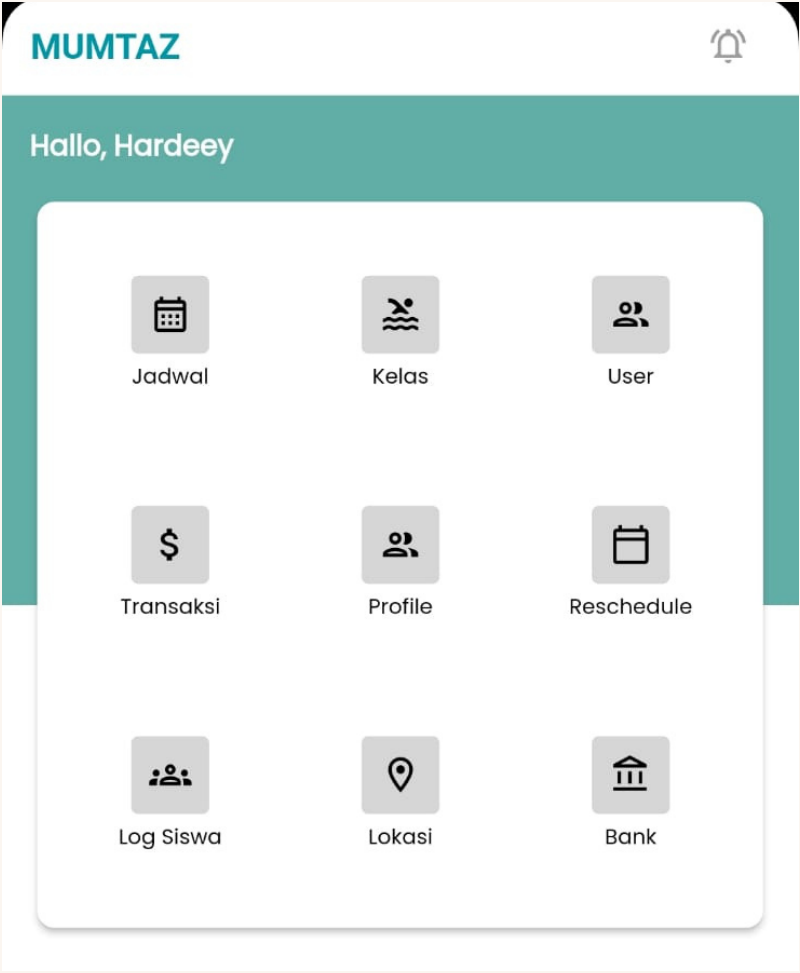 MUMTAZ
Hallo, Hardeey
Jadwal
Kelas
User
Transaksi
Profile
Reschedule
Log Siswa
Lokasi
Bank